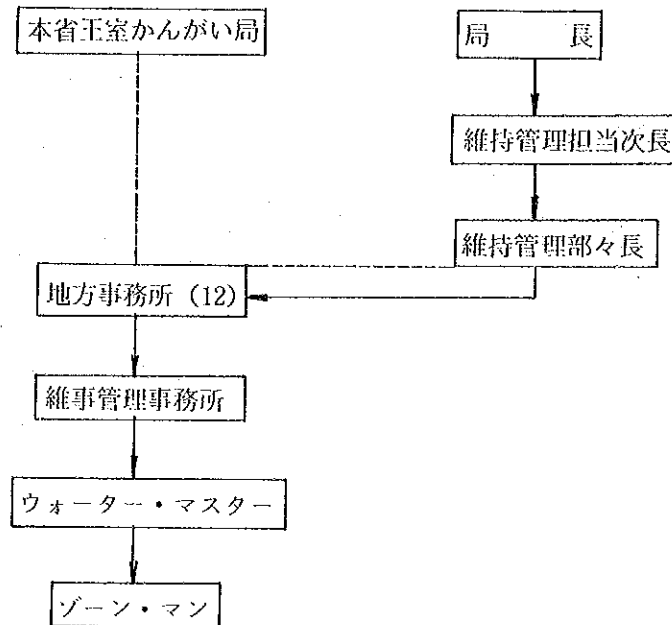 本省王室かんがい局
局 長
維持管理担当次長
維持管理部々長
地方事務所 (12)
維事管理事務所
ウォーター・マスター
ゾーン・マン